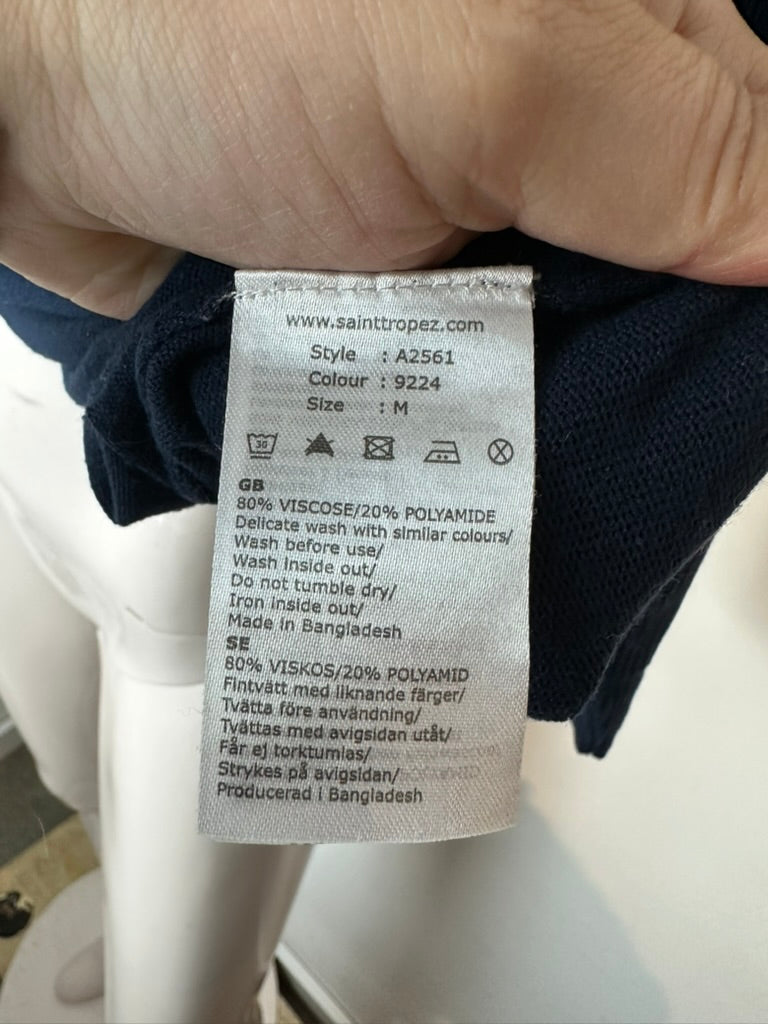 www.sainttropez.com
Style : A2561
Colour : 9224
Size : M
30
GB
80% VISCOSE/20% POLYAMIDE
Delicate wash with similar colours/
Wash before use/
Wash inside out/
Do not tumble dry/
Iron inside out/
Made in Bangladesh
SE
80% VISKOS/20% POLYAMID
Fintvätt med liknande färger/
Tvätta före användning/
Tvättas med avigsidan utåt/
Får ej torktumlas/
Strykes på avigsidan/
Producerad i Bangladesh